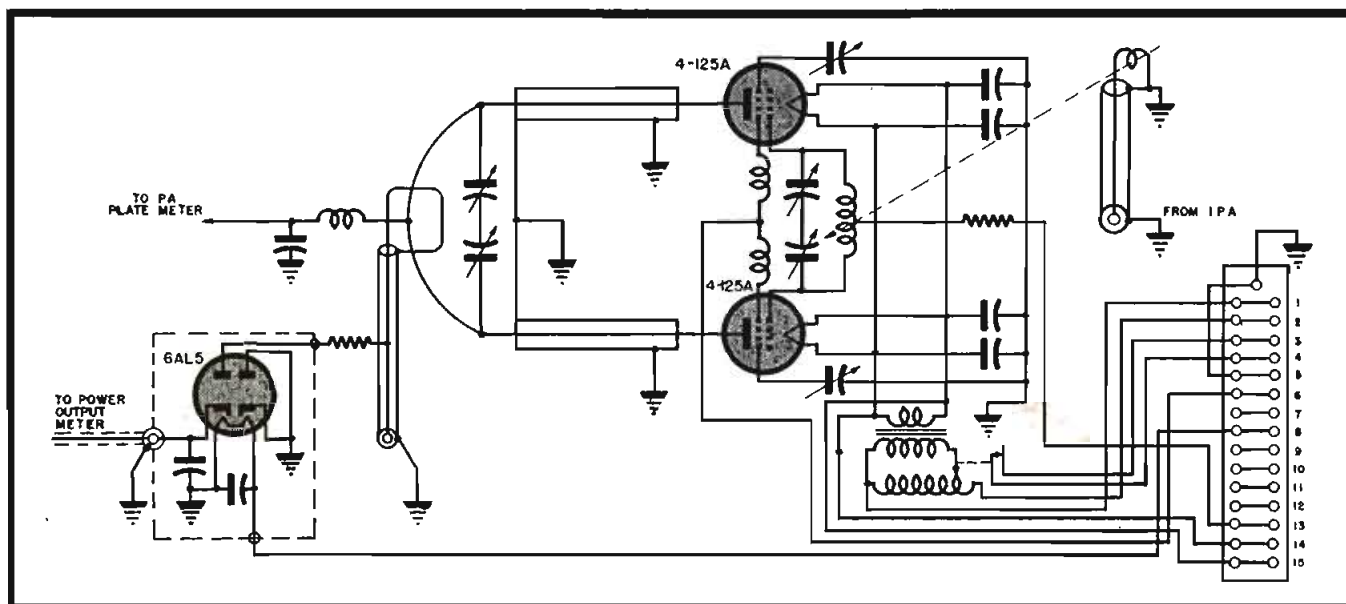 4-125A
TO PA
PLATE METER
FROM IPA
4-125A
6AL5
TO POWER
OUTPUT
METER
1
2
3
4
5
6
7
8
9
10
11
12
13
14
15